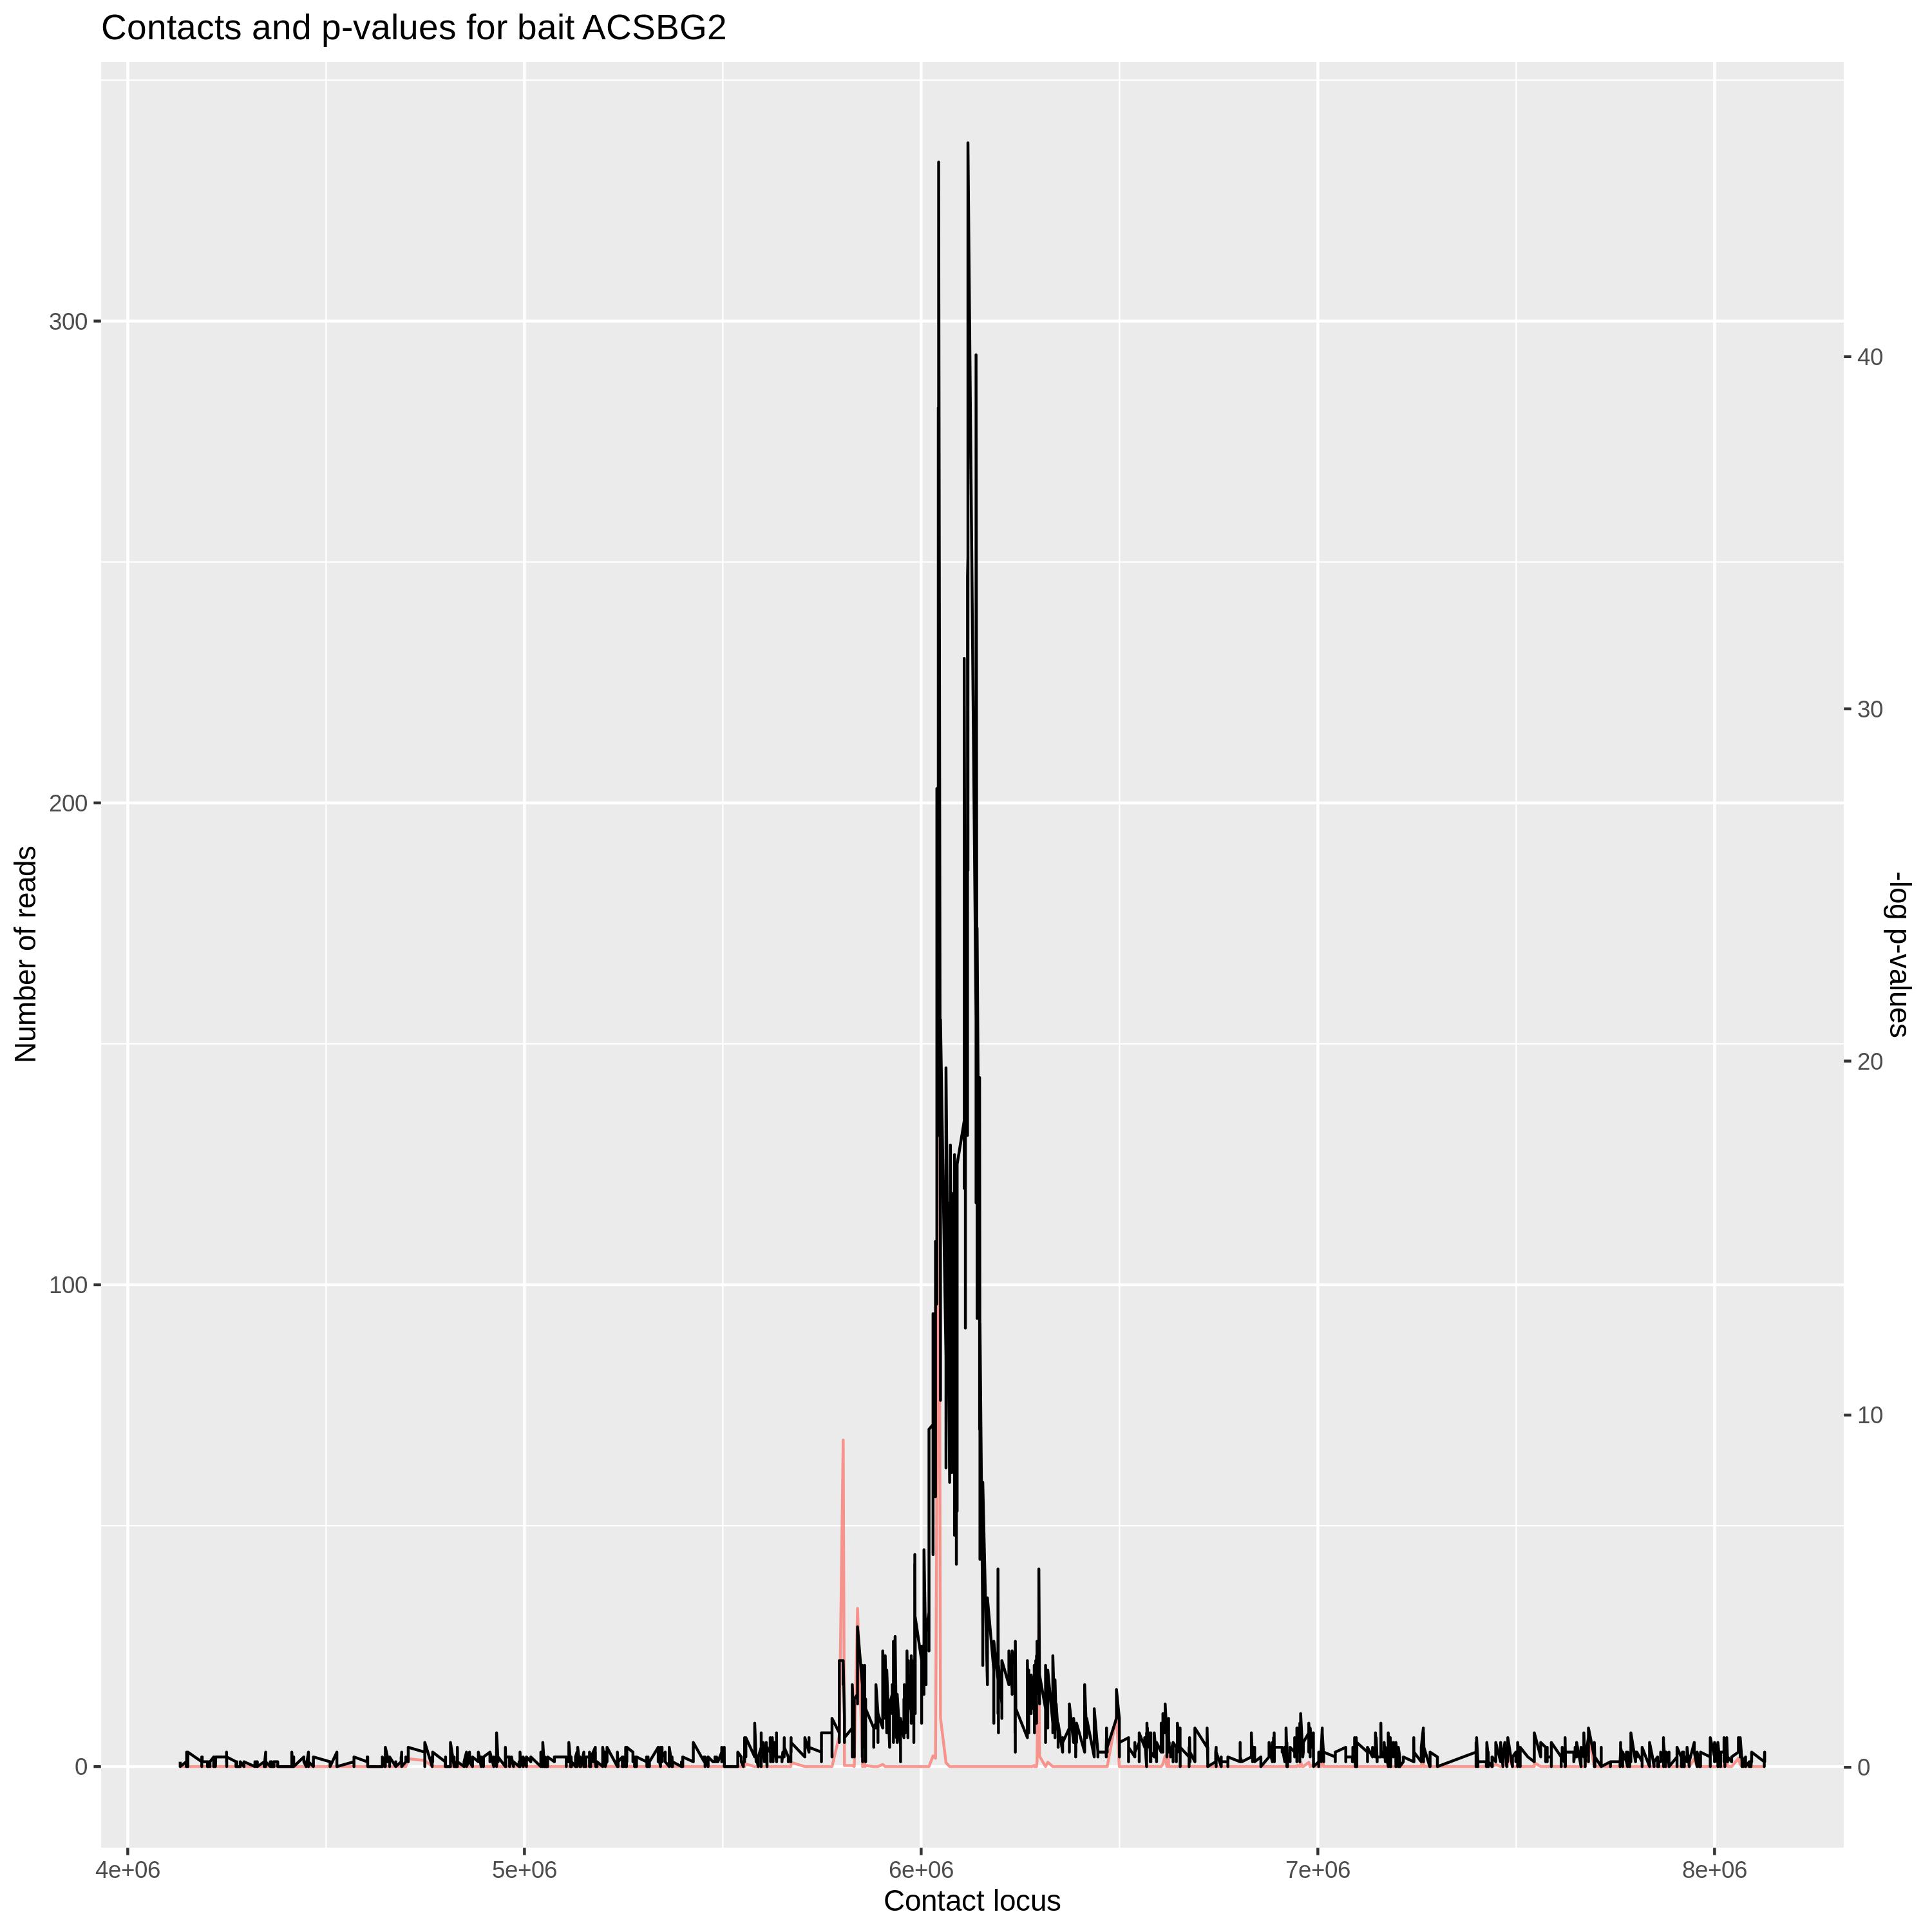 Contacts and p-values for bait ACSBG2
300
200
100
0
Number of reads
40
30
20
10
0
-log p-values
4e+06 5e+06 6e+06 7e+06 8e+06
Contact locus